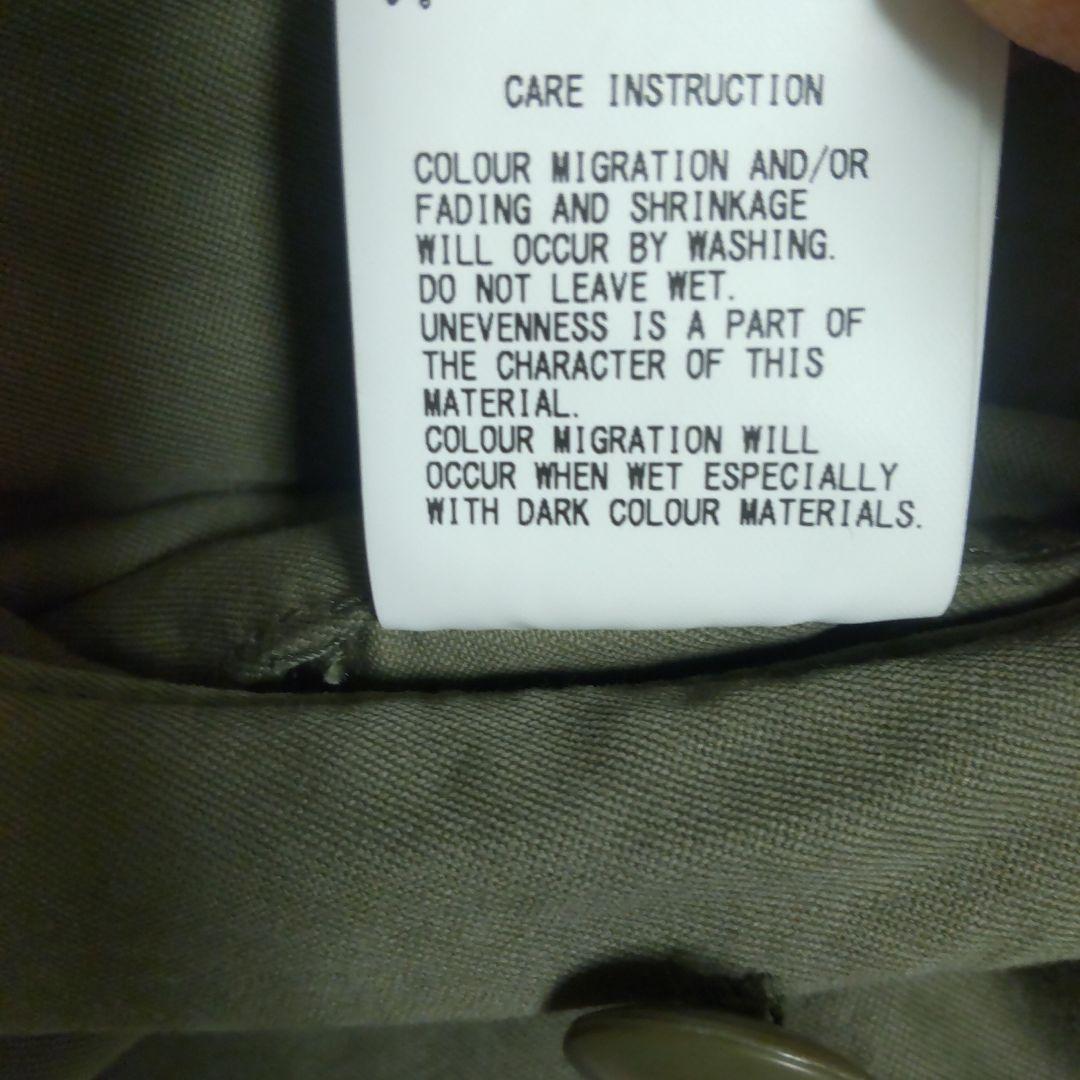 CARE INSTRUCTION
COLOUR MIGRATION AND/OR
FADING AND SHRINKAGE
WILL OCCUR BY WASHING.
DO NOT LEAVE WET.
UNEVENNESS IS A PART OF
THE CHARACTER OF THIS
MATERIAL.
COLOUR MIGRATION WILL
OCCUR WHEN WET ESPECIALLY
WITH DARK COLOUR MATERIALS.